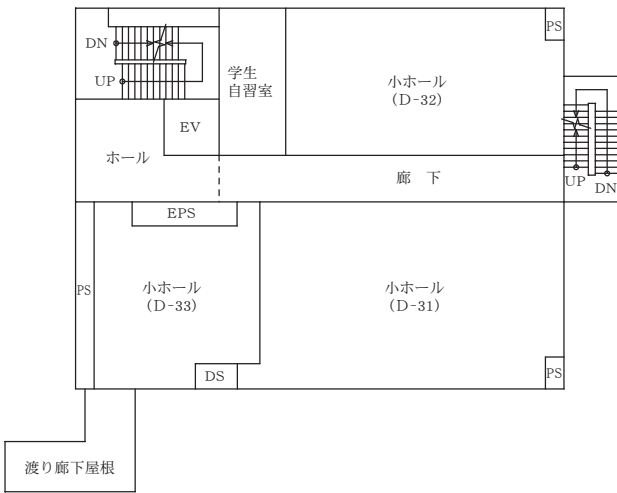 PS
DN
UP
学生
自習室
小ホール
（D-32）
EV
ホール
廊　下
UP
DN
EPS
PS
小ホール
（D-33）
小ホール
（D-31）
DS
PS
渡り廊下屋根